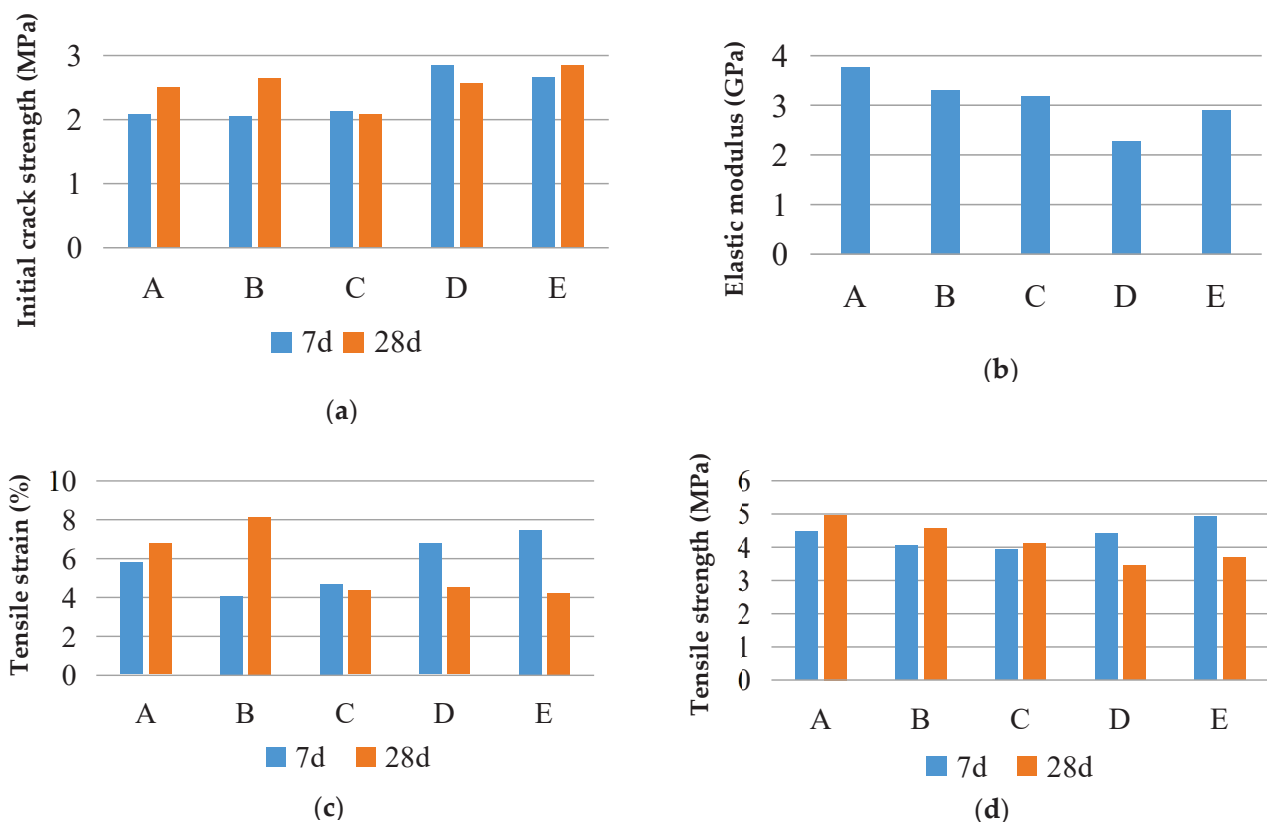 Initial crack strength (MPa)
3
2
1
0
A B C D E
7d 28d
(a)
Elastic modulus (GPa)
4
3
2
1
0
A B C D E
(b)
Tensile strain (%)
10
8
6
4
2
0
A B C D E
7d 28d
(c)
Tensile strength (MPa)
6
5
4
3
2
1
0
A B C D E
7d 28d
(d)